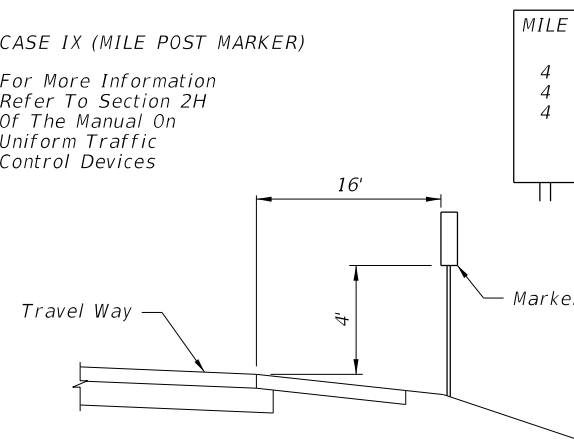 CASE IX (MILE POST MARKER)
For More Information
Refer To Section 2H
Of The Manual On
Uniform Traffic
Control Devices
MILE
4
4
4
16'
4'
Travel Way